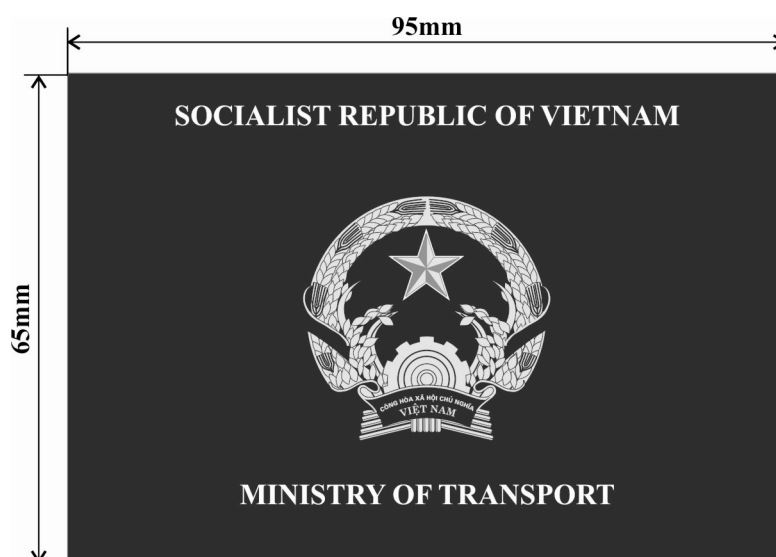 95mm
SOCIALIST REPUBLIC OF VIETNAM
65mm
CỘNG HÒA XÃ HỘI CHỦ NGHĨA
VIỆT NAM
MINISTRY OF TRANSPORT